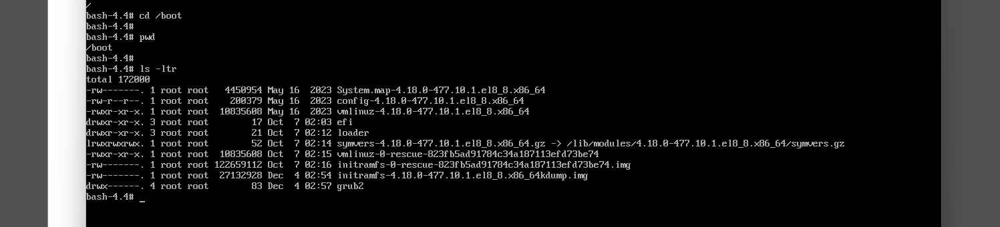 /
bash-4.4# cd /boot
bash-4.4#
bash-4.4# pwd
/boot
bash-4.4#
bash-4.4# ls -ltr
total 172000
-rw-------. 1 root root   4450954 May 16  2023 System.map-4.18.0-477.10.1.el8_8.x86_64
-rw-r--r--. 1 root root    200379 May 16  2023 config-4.18.0-477.10.1.el8_8.x86_64
-rwxr-xr-x. 1 root root  10835608 May 16  2023 vmlinuz-4.18.0-477.10.1.el8_8.x86_64
drwxr-xr-x. 3 root root        17 Oct  7 02:03 efi
drwxr-xr-x. 3 root root        21 Oct  7 02:12 loader
lrwxrwxrwx. 1 root root        52 Oct  7 02:14 symvers-4.18.0-477.10.1.el8_8.x86_64.gz -> /lib/modules/4.18.0-477.10.1.el8_8.x86_64/symvers.gz
-rwxr-xr-x. 1 root root  10835608 Oct  7 02:15 vmlinuz-0-rescue-823fb5ad91784c34a187113efd73be74
-rw-------. 1 root root 122659112 Oct  7 02:16 initramfs-0-rescue-823fb5ad91784c34a187113efd73be74.img
-rw-------. 1 root root  27132928 Dec  4 02:54 initramfs-4.18.0-477.10.1.el8_8.x86_64kdump.img
drwx------. 4 root root        83 Dec  4 02:57 grub2
bash-4.4# _